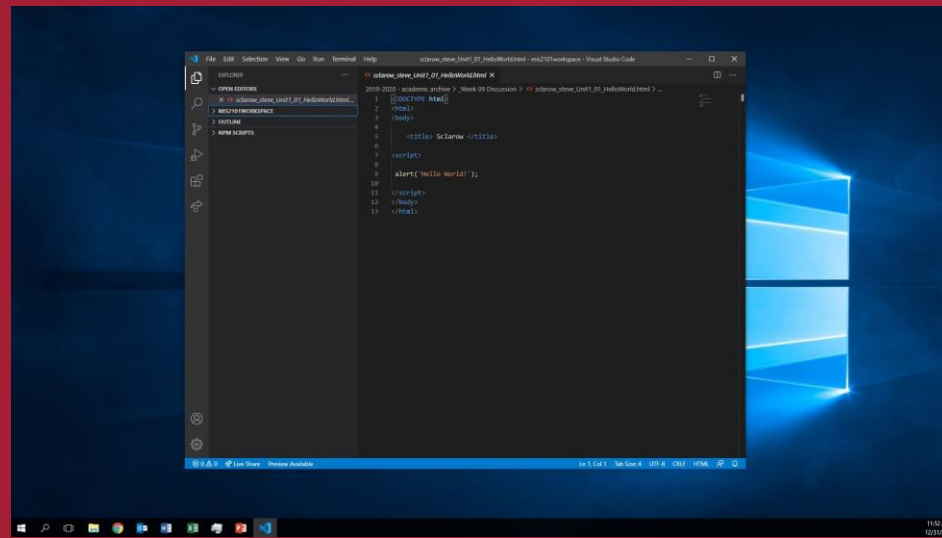 File Edit Selection View Go Run Terminal Help sclarow_steve_Unit1_01_HelloWorld.html - mis2101workspace - Visual Studio Code
EXPLORER
OPEN EDITORS
sclarow_steve_Unit1_01_HelloWorld.html...
MIS2101WORKSPACE
OUTLINE
NPM SCRIPTS
sclarow_steve_Unit1_01_HelloWorld.html
2019-2020 - academic archive > _Week 09 Discussion > sclarow_steve_Unit1_01_HelloWorld.html > ...
1 <!DOCTYPE html>
2 <html>
3 <body>
4
5 <title> Sclarow </title>
6
7 <script>
8
9 alert('Hello World!');
10
11 </script>
12 </body>
13 </html>
0 0 Live Share Preview Available
Ln 1, Col 1 Tab Size: 4 UTF-8 CRLF HTML
11:52
12/31/